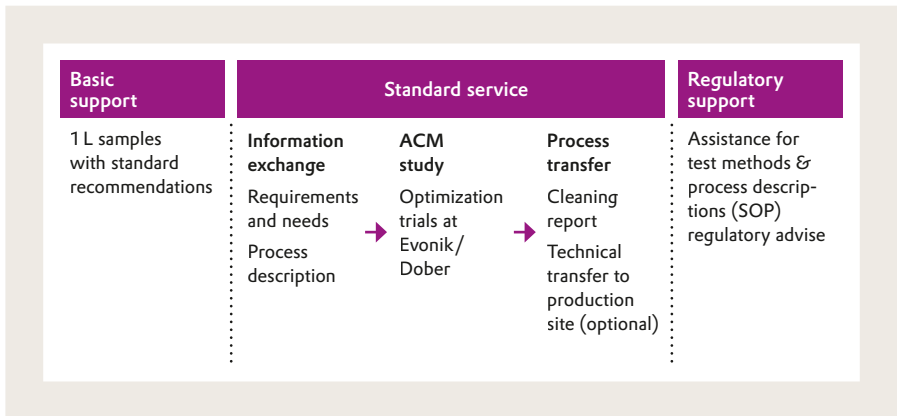 Basic
support
1 L samples
with standard
recommendations
Standard service
Information
exchange
Requirements
and needs
Process
description
ACM
study
Optimization
trials at
Evonik /
Dober
Process
transfer
Cleaning
report
Technical
transfer to
production
site (optional)
Regulatory
support
Assistance for
test methods &
process descrip-
tions (SOP)
regulatory advise